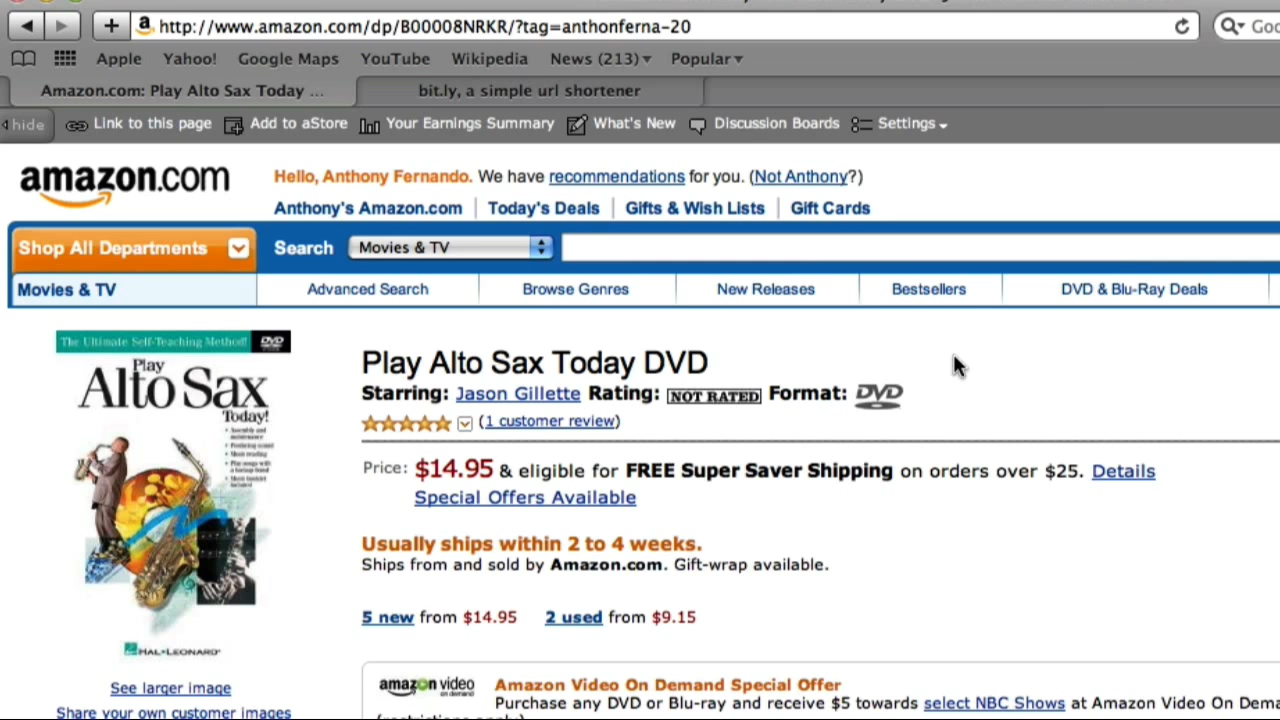 http://www.amazon.com/dp/B00008NRKR/?tag=anthonferna-20
Apple Yahoo! Google Maps YouTube Wikipedia News (213)▾ Popular▾
Amazon.com: Play Alto Sax Today ... bit.ly, a simple url shortener
hide Link to this page Add to aStore Your Earnings Summary What's New Discussion Boards Settings
amazon.com
Hello, Anthony Fernando. We have recommendations for you. (Not Anthony?)
Anthony's Amazon.com Today's Deals Gifts & Wish Lists Gift Cards
Shop All Departments Search Movies & TV
Movies & TV Advanced Search Browse Genres New Releases Bestsellers DVD & Blu-Ray Deals
The Ultimate Self-Teaching Method! DVD
Play
Alto Sax
Today!
HAL•LEONARD
See larger image
Share your own customer images
Play Alto Sax Today DVD
Starring: Jason Gillette Rating: NOT RATED Format: DVD
(1 customer review)
Price: $14.95 & eligible for FREE Super Saver Shipping on orders over $25. Details
Special Offers Available
Usually ships within 2 to 4 weeks.
Ships from and sold by Amazon.com. Gift-wrap available.
5 new from $14.95 2 used from $9.15
amazon video on demand
Amazon Video On Demand Special Offer
Purchase any DVD or Blu-ray and receive $5 towards select NBC Shows at Amazon Video On Dema